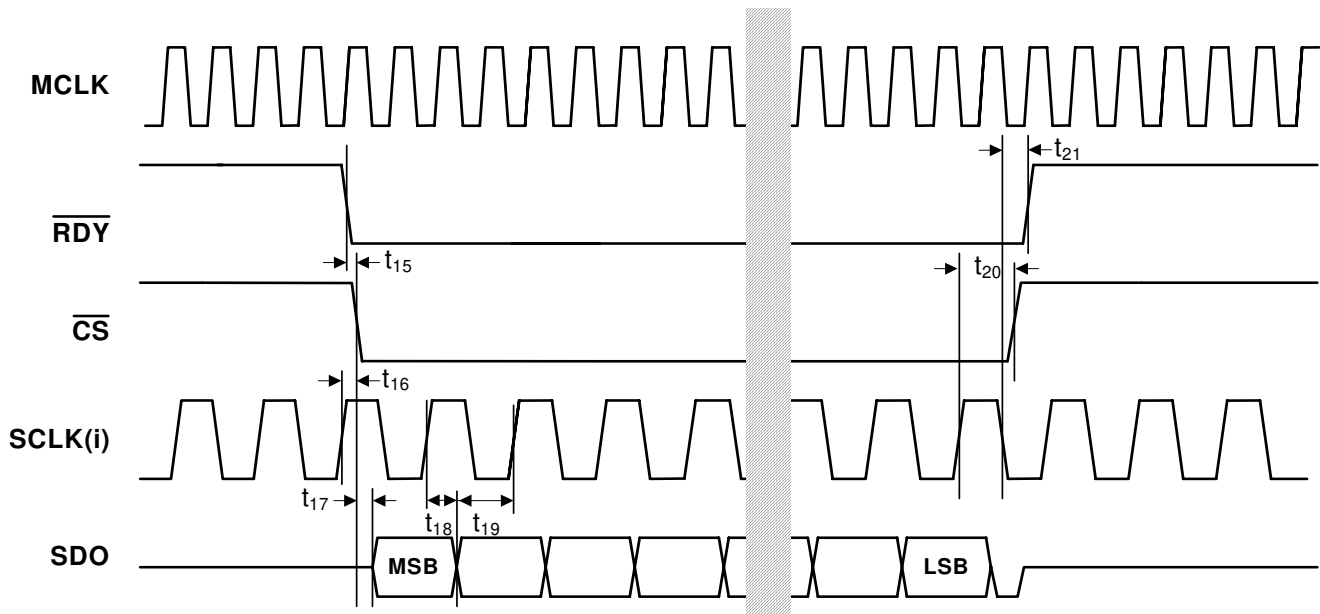 MCLK
t21
RDY
t15
t20
CS
t16
SCLK(i)
t17
t18
t19
SDO
MSB
LSB